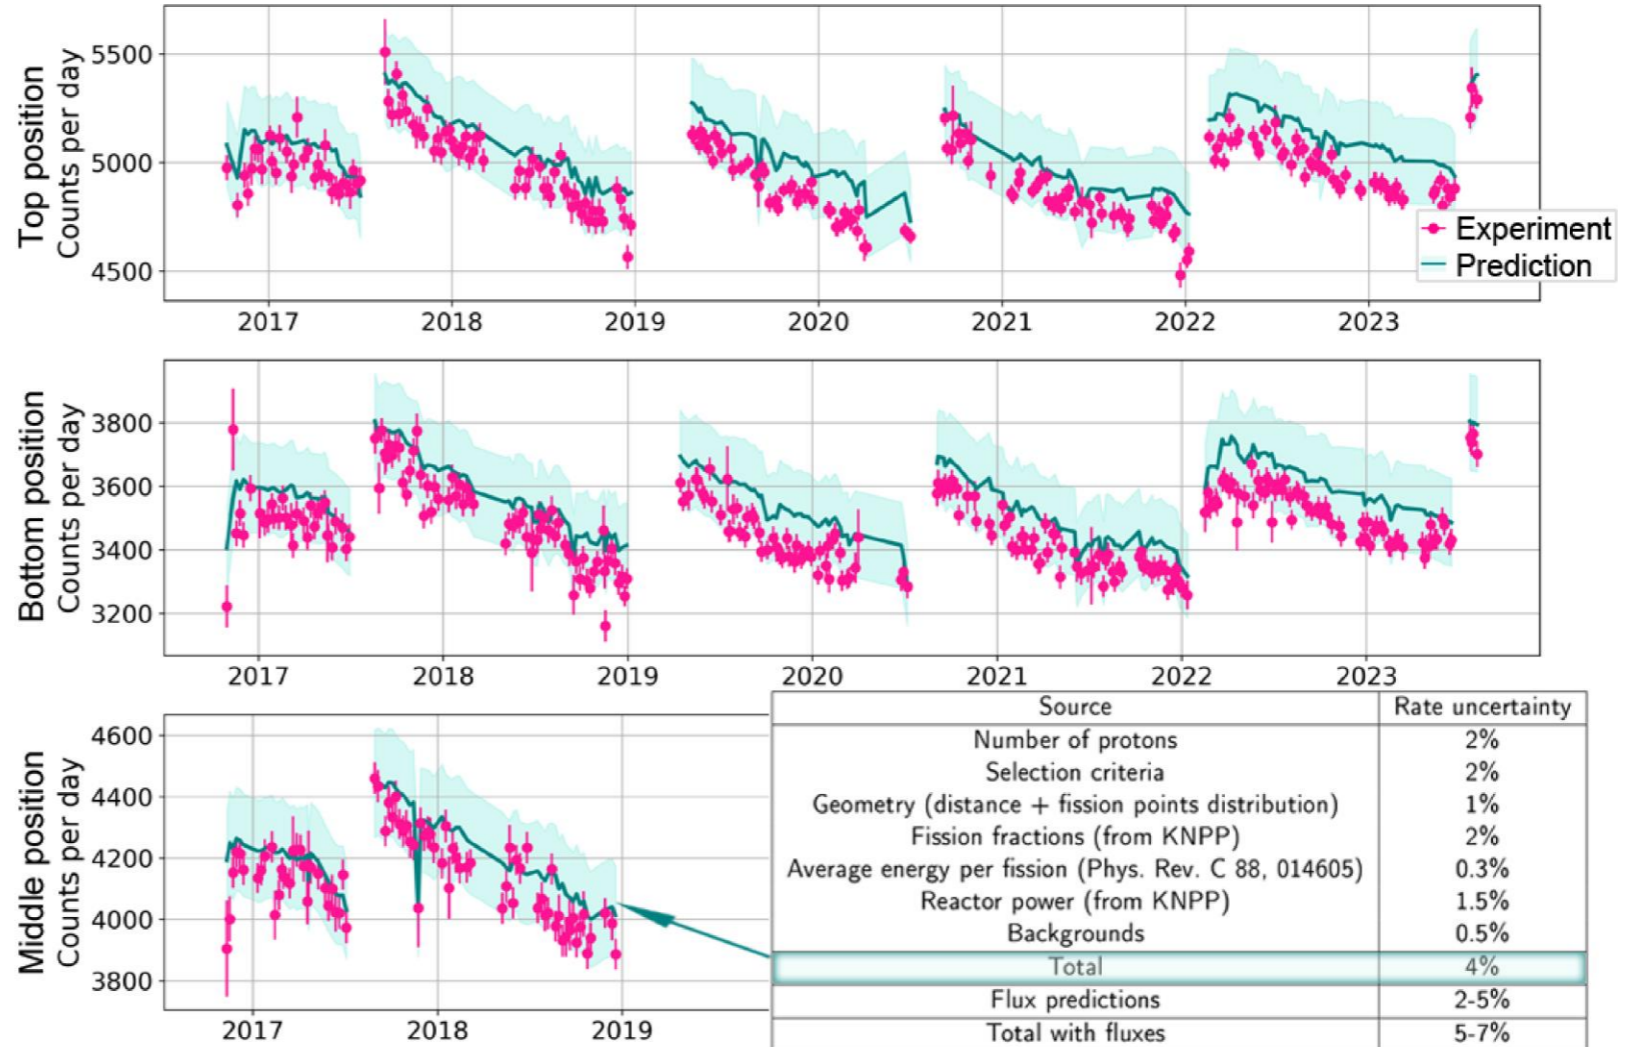 Top position
Counts per day
5500
5000
4500
2017 2018 2019 2020 2021 2022 2023
Experiment
Prediction
Bottom position
Counts per day
3800
3600
3400
3200
2017 2018 2019 2020 2021 2022 2023
Middle position
Counts per day
4600
4400
4200
4000
3800
2017 2018 2019
Source Rate uncertainty
Number of protons 2%
Selection criteria 2%
Geometry (distance + fission points distribution) 1%
Fission fractions (from KNPP) 2%
Average energy per fission (Phys. Rev. C 88, 014605) 0.3%
Reactor power (from KNPP) 1.5%
Backgrounds 0.5%
Total 4%
Flux predictions 2-5%
Total with fluxes 5-7%